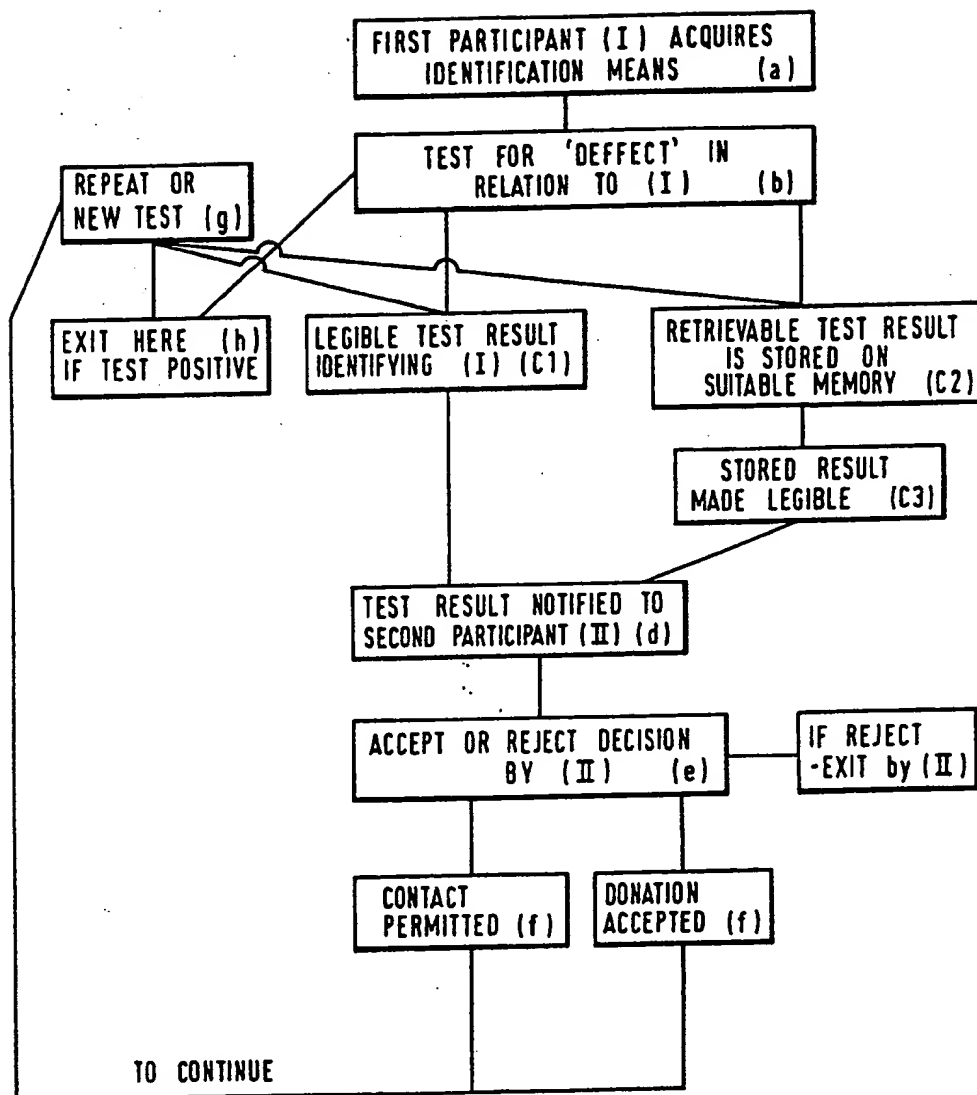 FIRST PARTICIPANT (I) ACQUIRES
IDENTIFICATION MEANS (a)
TEST FOR 'DEFFECT' IN
RELATION TO (I) (b)
REPEAT OR
NEW TEST (g)
EXIT HERE (h)
IF TEST POSITIVE
LEGIBLE TEST RESULT
IDENTIFYING (I) (C1)
RETRIEVABLE TEST RESULT
IS STORED ON
SUITABLE MEMORY (C2)
STORED RESULT
MADE LEGIBLE (C3)
TEST RESULT NOTIFIED TO
SECOND PARTICIPANT (II) (d)
ACCEPT OR REJECT DECISION
BY (II) (e)
IF REJECT
-EXIT by (II)
CONTACT
PERMITTED (f)
DONATION
ACCEPTED (f)
TO CONTINUE